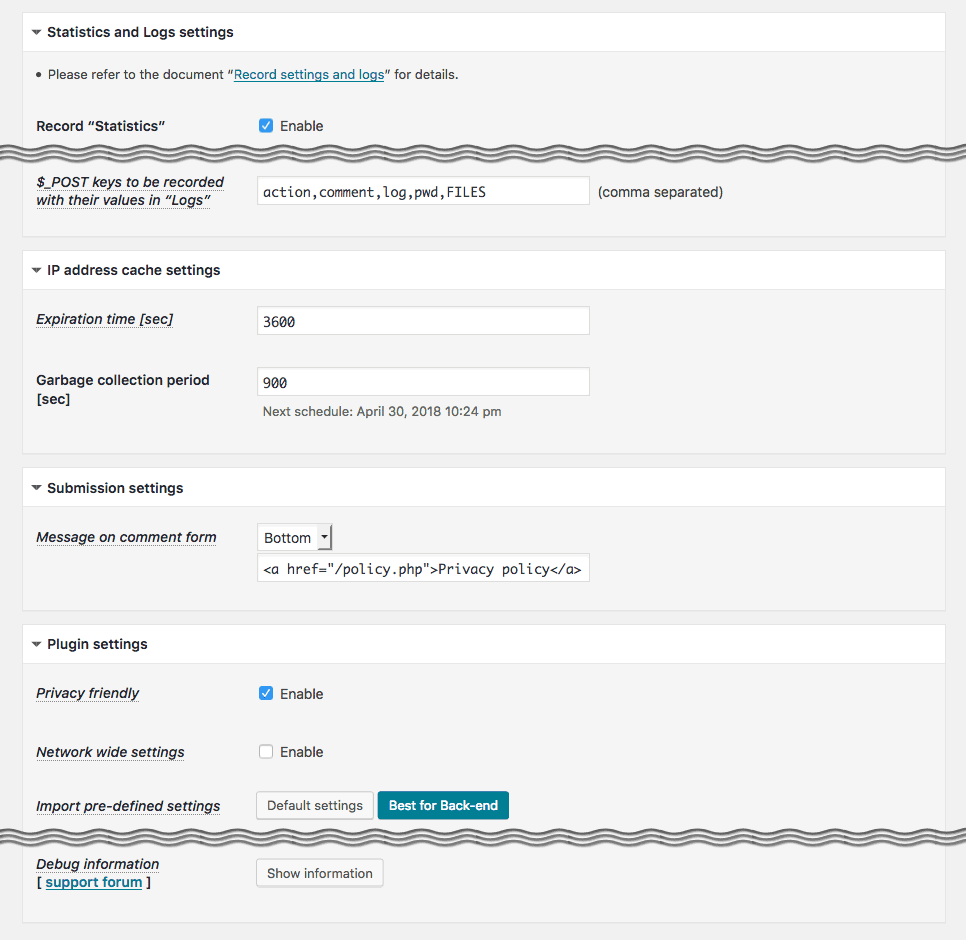 Statistics and Logs settings
• Please refer to the document “Record settings and logs” for details.
Record “Statistics” Enable
$_POST keys to be recorded
with their values in “Logs”
action,comment,log,pwd,FILES (comma separated)
IP address cache settings
Expiration time [sec] 3600
Garbage collection period
[sec]
900
Next schedule: April 30, 2018 10:24 pm
Submission settings
Message on comment form Bottom
<a href="/policy.php">Privacy policy</a>
Plugin settings
Privacy friendly Enable
Network wide settings Enable
Import pre-defined settings Default settings Best for Back-end
Debug information
[ support forum ]
Show information